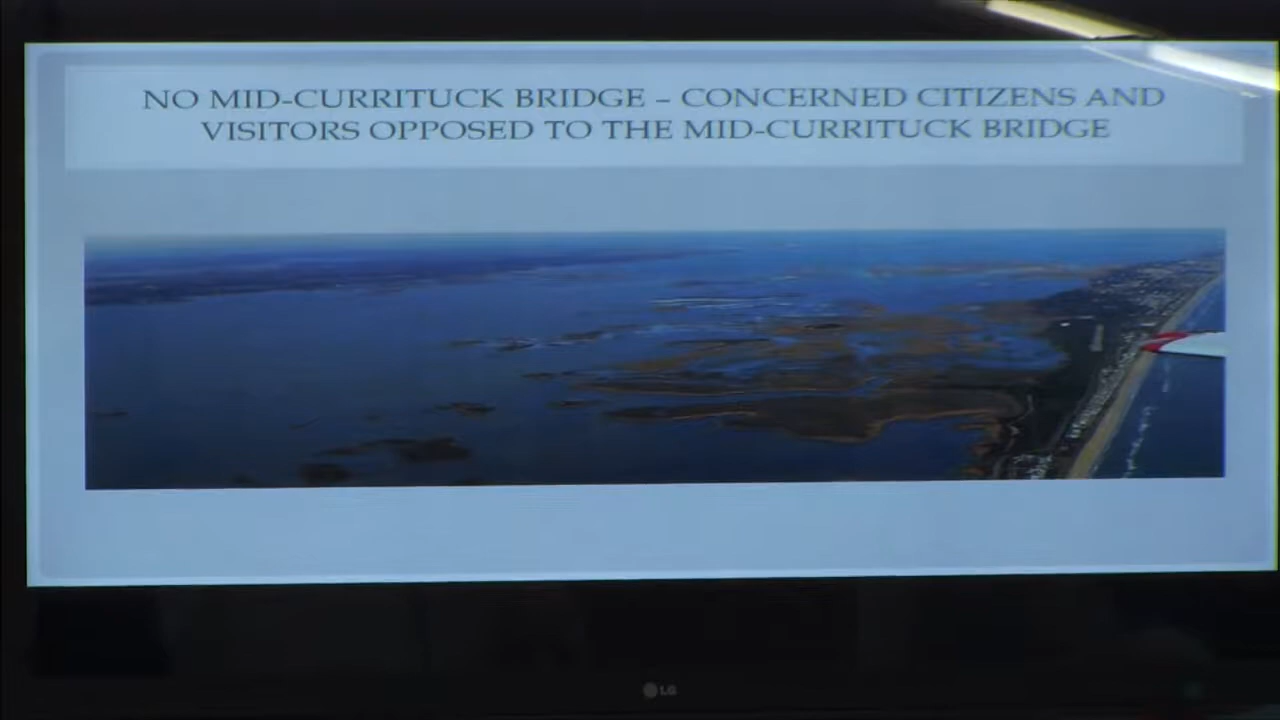 NO MID-CURRITUCK BRIDGE – CONCERNED CITIZENS AND
VISITORS OPPOSED TO THE MID-CURRITUCK BRIDGE
LG